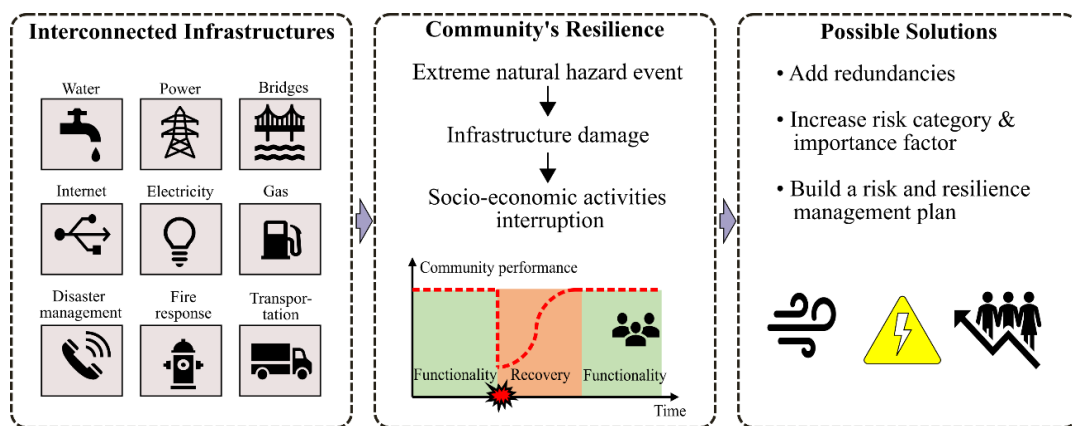 Interconnected Infrastructures
Water
Power
Bridges
Internet
Electricity
Gas
Disaster
management
Fire
response
Transpor-
tation
Community's Resilience
Extreme natural hazard event
Infrastructure damage
Socio-economic activities
interruption
Community performance
Functionality
Recovery
Functionality
Time
Possible Solutions
• Add redundancies
• Increase risk category &
importance factor
• Build a risk and resilience
management plan